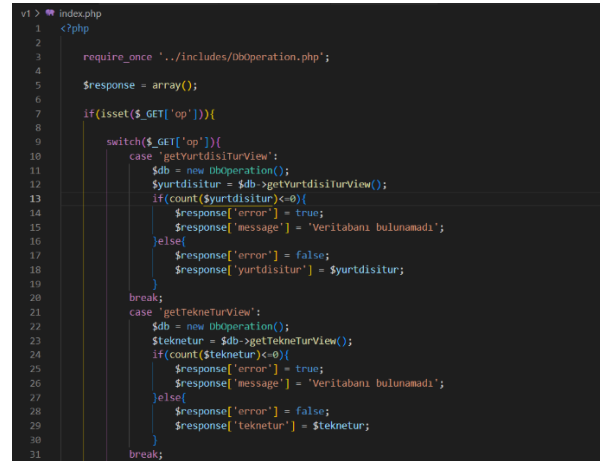 v1 > index.php
1 <?php
2
3 require_once '../includes/DbOperation.php';
4
5 $response = array();
6
7 if(isset($_GET['op'])){
8
9 switch($_GET['op']){
10 case 'getYurtdisiTurView':
11 $db = new DbOperation();
12 $yurtdisitur = $db->getYurtdisiTurView();
13 if(count($yurtdisitur)<=0){
14 $response['error'] = true;
15 $response['message'] = 'Veritabanı bulunamadı';
16 }else{
17 $response['error'] = false;
18 $response['yurtdisitur'] = $yurtdisitur;
19 }
20 break;
21 case 'getTekneTurView':
22 $db = new DbOperation();
23 $teknetur = $db->getTekneTurView();
24 if(count($teknetur)<=0){
25 $response['error'] = true;
26 $response['message'] = 'Veritabanı bulunamadı';
27 }else{
28 $response['error'] = false;
29 $response['teknetur'] = $teknetur;
30 }
31 break;